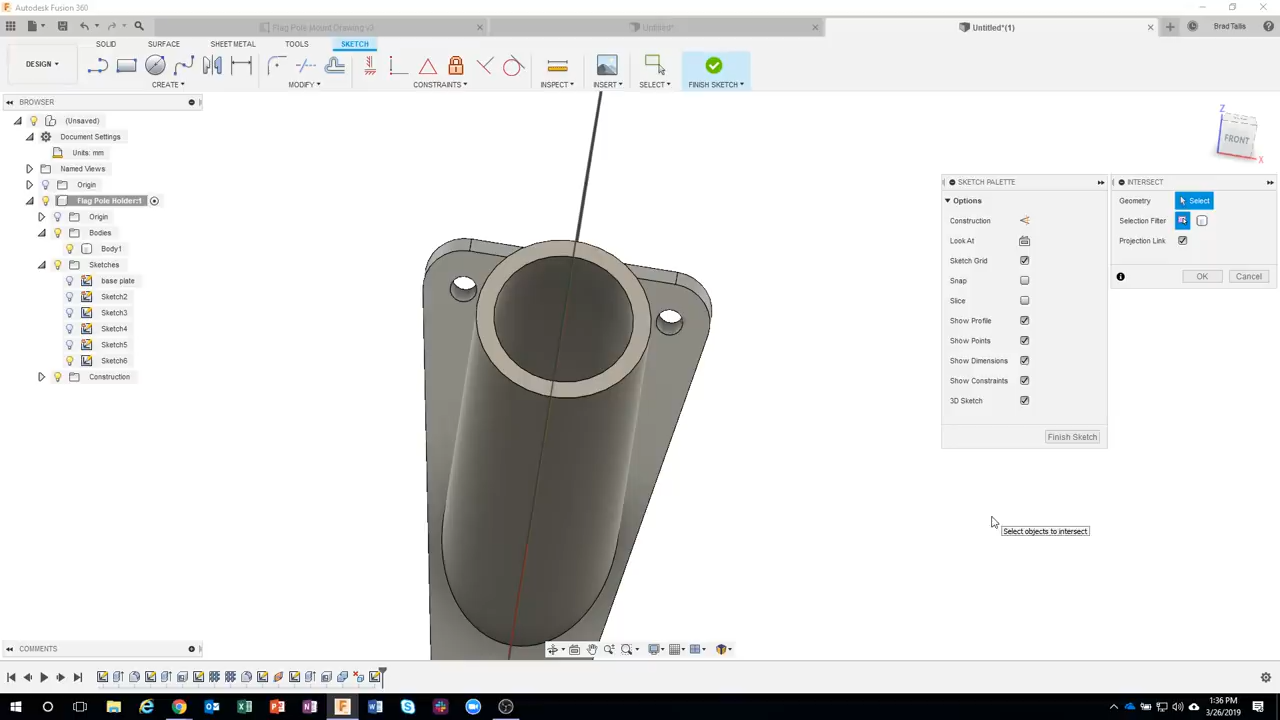 Autodesk Fusion 360
Flag Pole Mount Drawing v3
Untitled*
Untitled*(1)
Brad Tallis
DESIGN
SOLID
SURFACE
SHEET METAL
TOOLS
SKETCH
CREATE
MODIFY
CONSTRAINTS
INSPECT
INSERT
SELECT
FINISH SKETCH
BROWSER
(Unsaved)
Document Settings
Units: mm
Named Views
Origin
Flag Pole Holder:1
Origin
Bodies
Body1
Sketches
base plate
Sketch2
Sketch3
Sketch4
Sketch5
Sketch6
Construction
Z
FRONT
X
SKETCH PALETTE
Options
Construction
Look At
Sketch Grid
Snap
Slice
Show Profile
Show Points
Show Dimensions
Show Constraints
3D Sketch
Finish Sketch
INTERSECT
Geometry
Select
Selection Filter
Projection Link
OK
Cancel
Select objects to intersect
COMMENTS
1:36 PM
3/26/2019